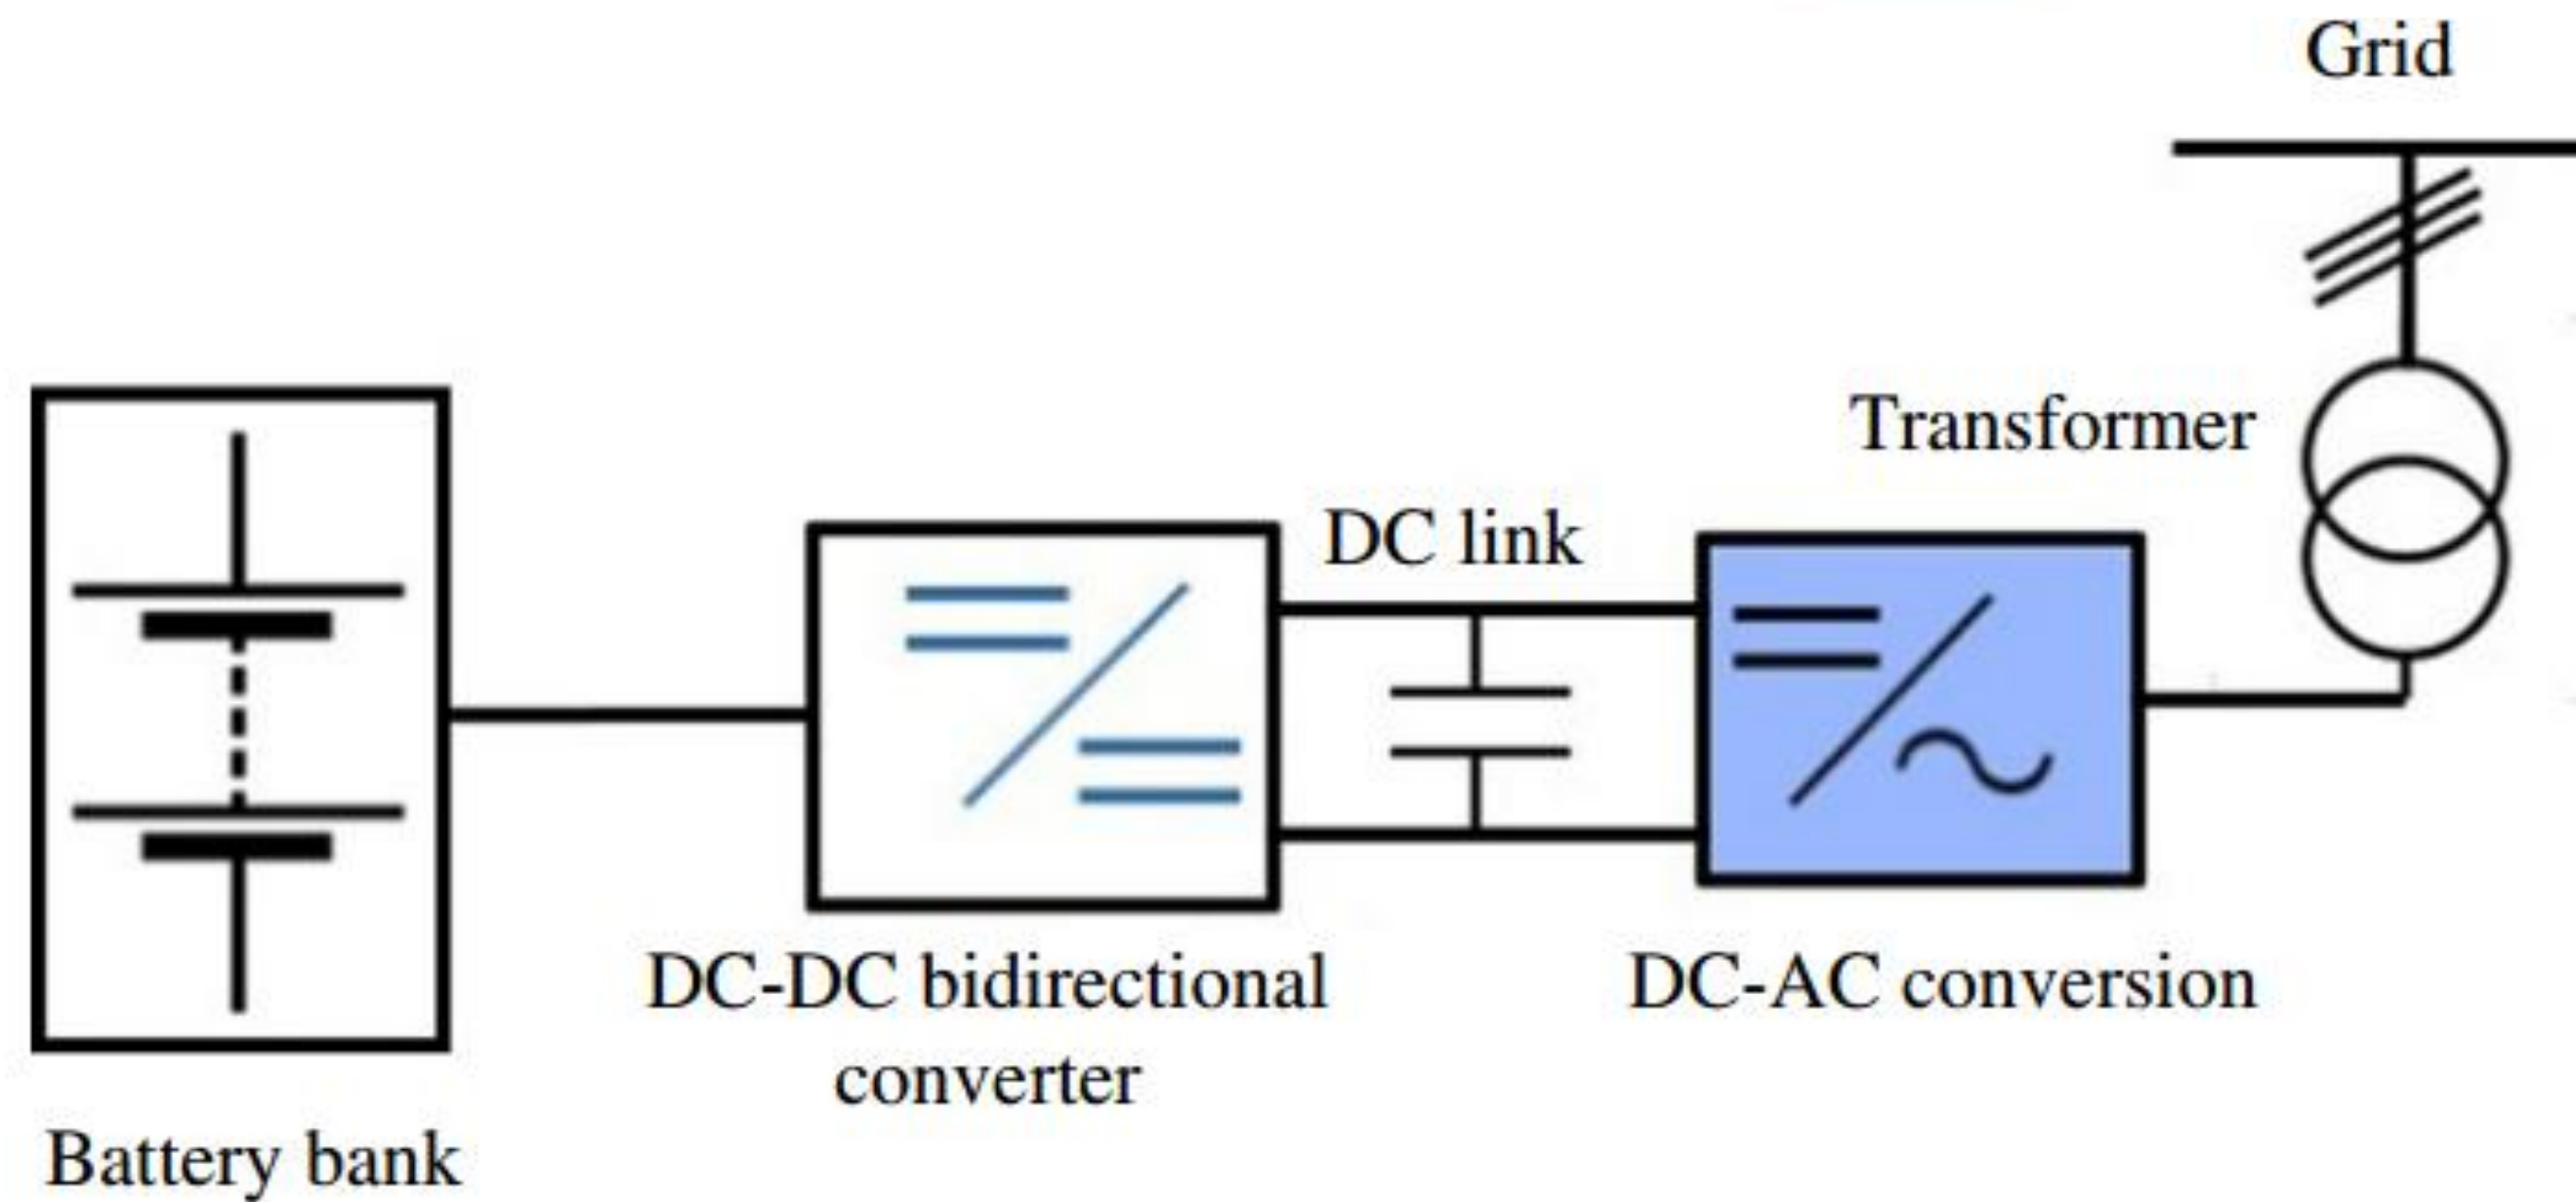 Grid
Transformer
DC link
DC-DC bidirectional
converter
DC-AC conversion
Battery bank